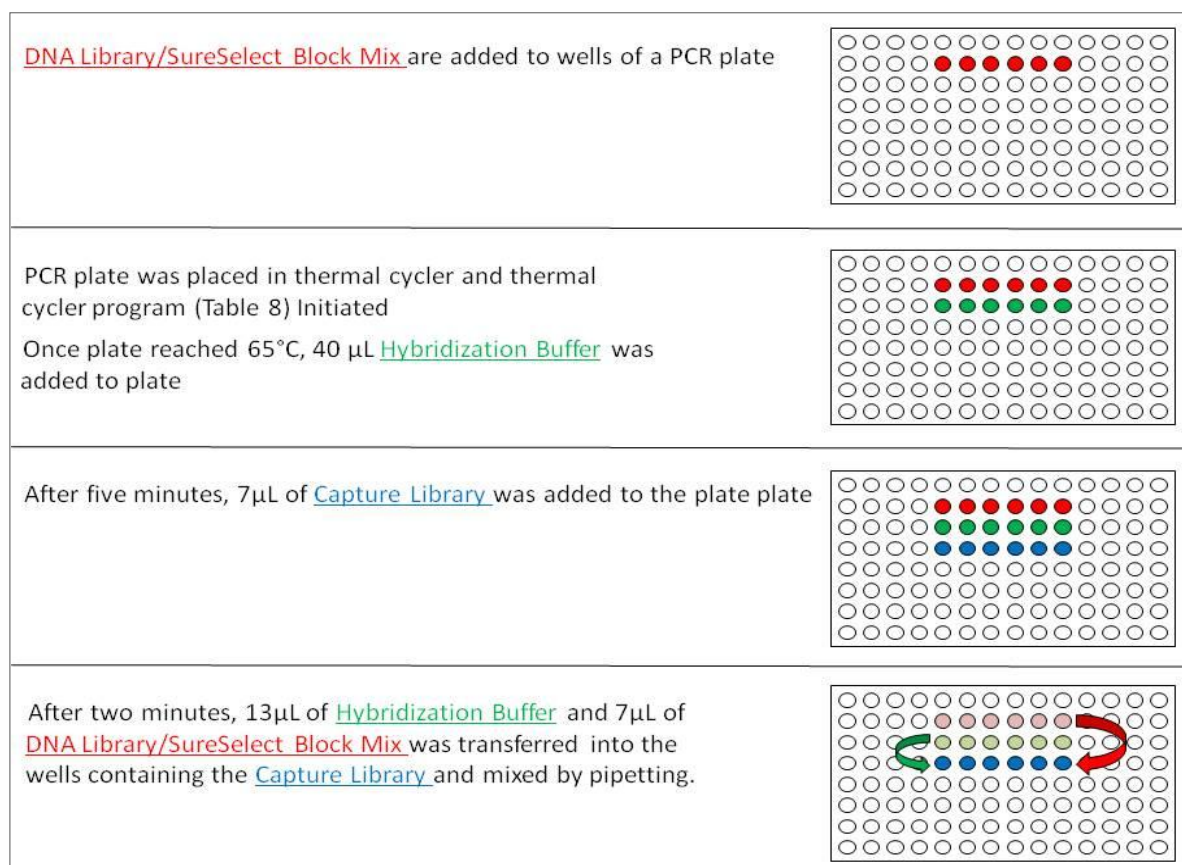 DNA Library/SureSelect Block Mix are added to wells of a PCR plate
PCR plate was placed in thermal cycler and thermal
cycler program (Table 8) Initiated
Once plate reached 65°C, 40 µL Hybridization Buffer was
added to plate
After five minutes, 7µL of Capture Library was added to the plate plate
After two minutes, 13µL of Hybridization Buffer and 7µL of
DNA Library/SureSelect Block Mix was transferred into the
wells containing the Capture Library and mixed by pipetting.